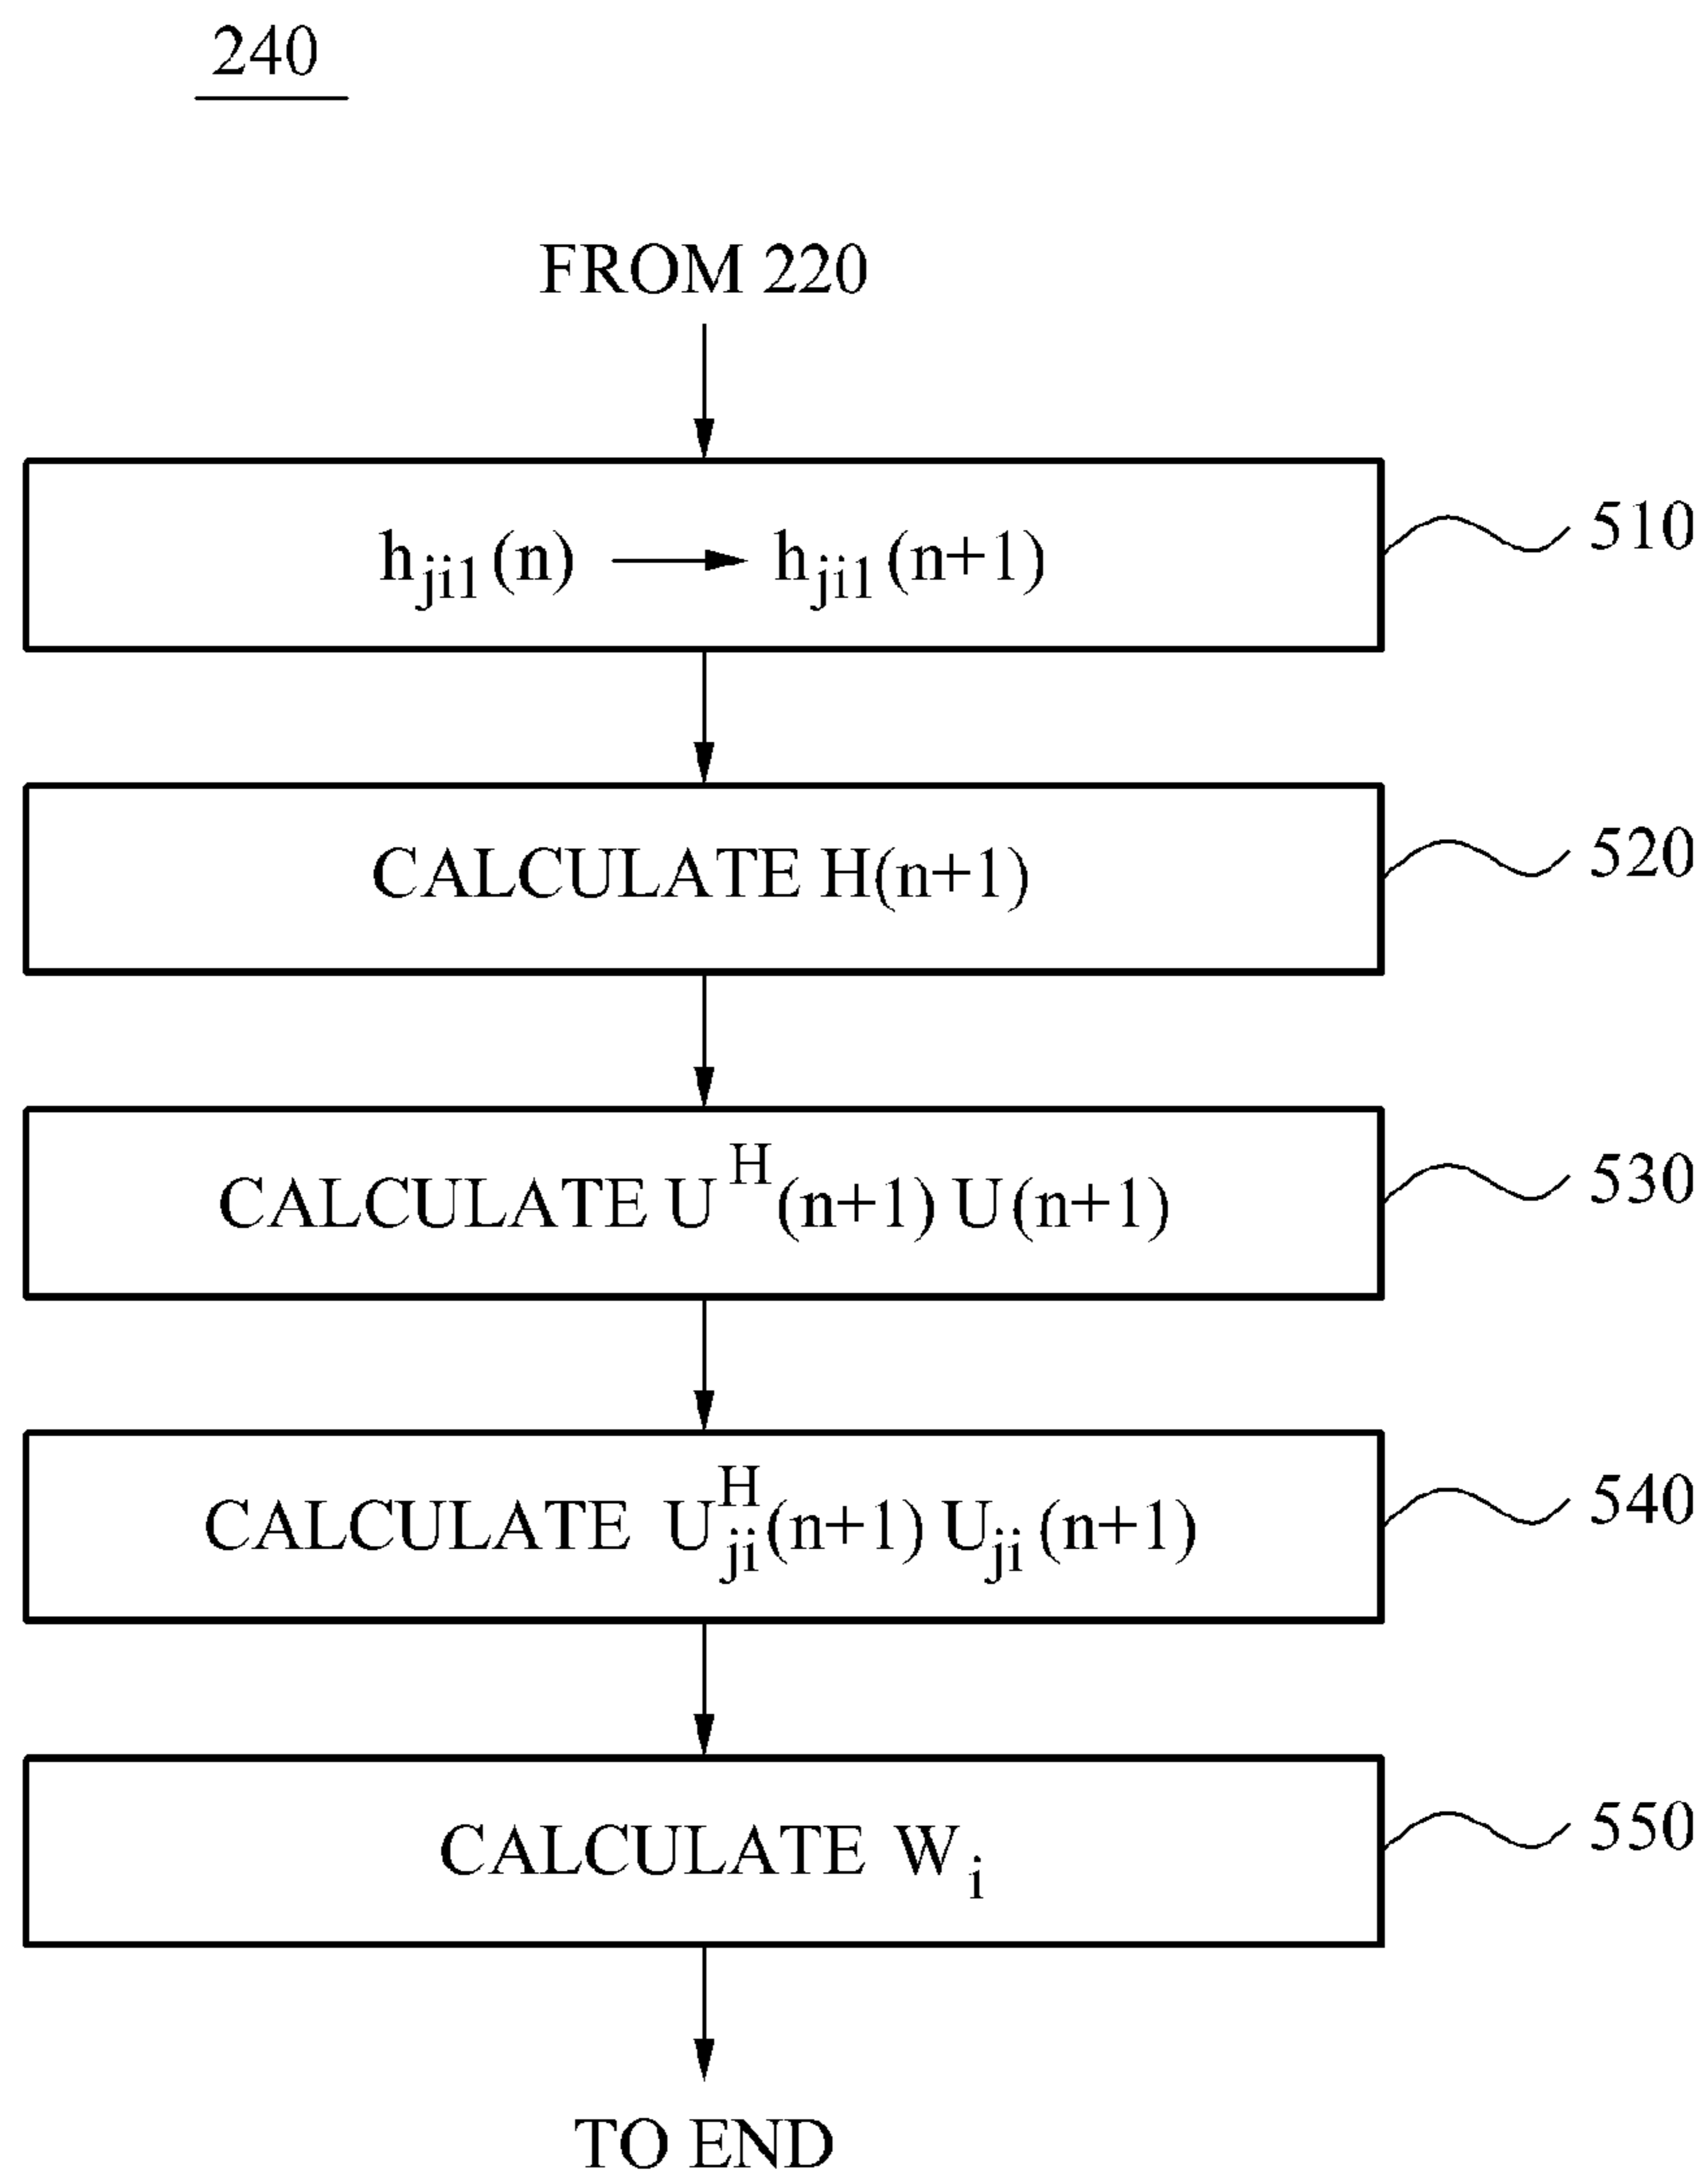 240
FROM 220
h_ji1 (n) → h_ji1 (n+1)
510
CALCULATE H(n+1)
520
CALCULATE U^H (n+1) U(n+1)
530
CALCULATE U_ji^H (n+1) U_ji (n+1)
540
CALCULATE W_i
550
TO END